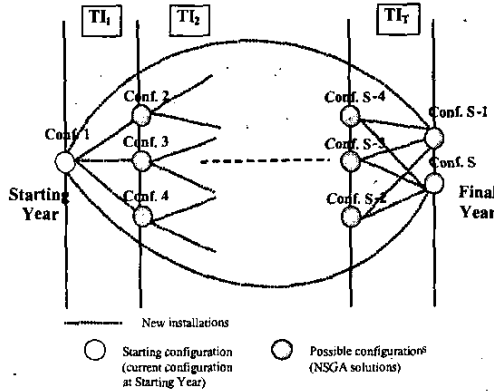 TI₁ TI₂ TIT
Conf. 2 Conf. S-4
Conf. S-1
Conf. 1
Conf. 3 Conf. S-3
Conf. S
Starting Year
Conf. 4 Conf. S-2
Final Year
New installations
Starting configuration (current configuration at Starting Year)
Possible configurations (NSGA solutions)